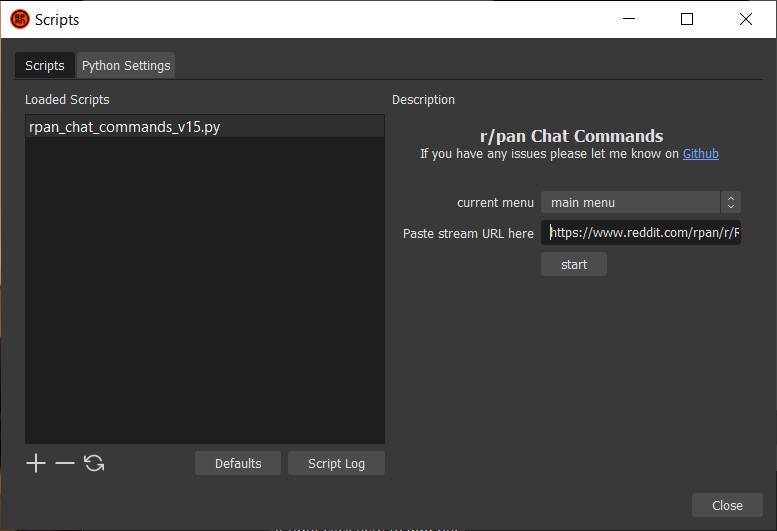 Scripts
Scripts
Python Settings
Loaded Scripts
Description
rpan_chat_commands_v15.py
r/pan Chat Commands
If you have any issues please let me know on Github
current menu
main menu
Paste stream URL here
https://www.reddit.com/rpan/r/R
start
Defaults
Script Log
Close